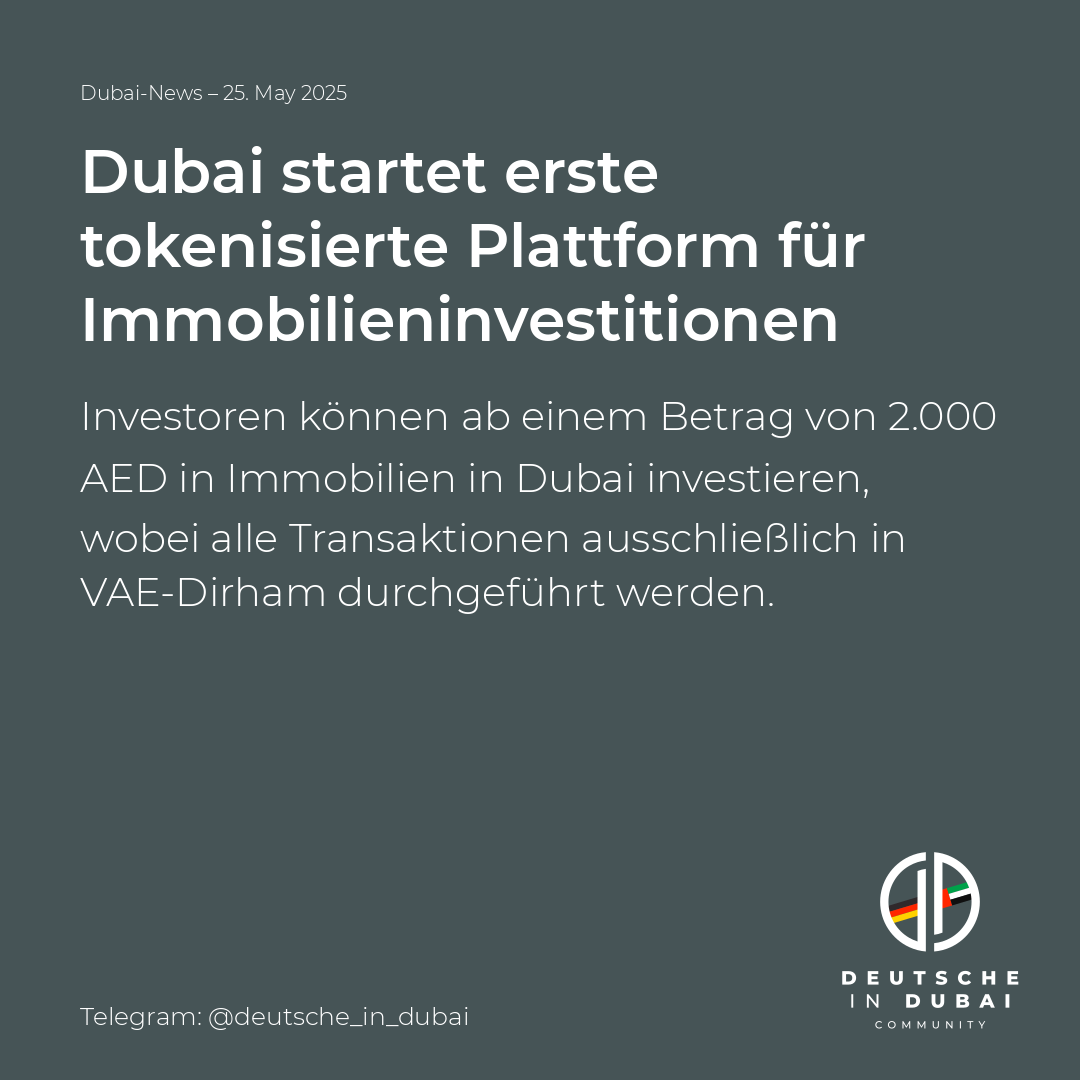 Dubai-News – 25. May 2025
Dubai startet erste
tokenisierte Plattform für
Immobilieninvestitionen
Investoren können ab einem Betrag von 2.000
AED in Immobilien in Dubai investieren,
wobei alle Transaktionen ausschließlich in
VAE-Dirham durchgeführt werden.
DEUTSCHE
IN DUBAI
COMMUNITY
Telegram: @deutsche_in_dubai